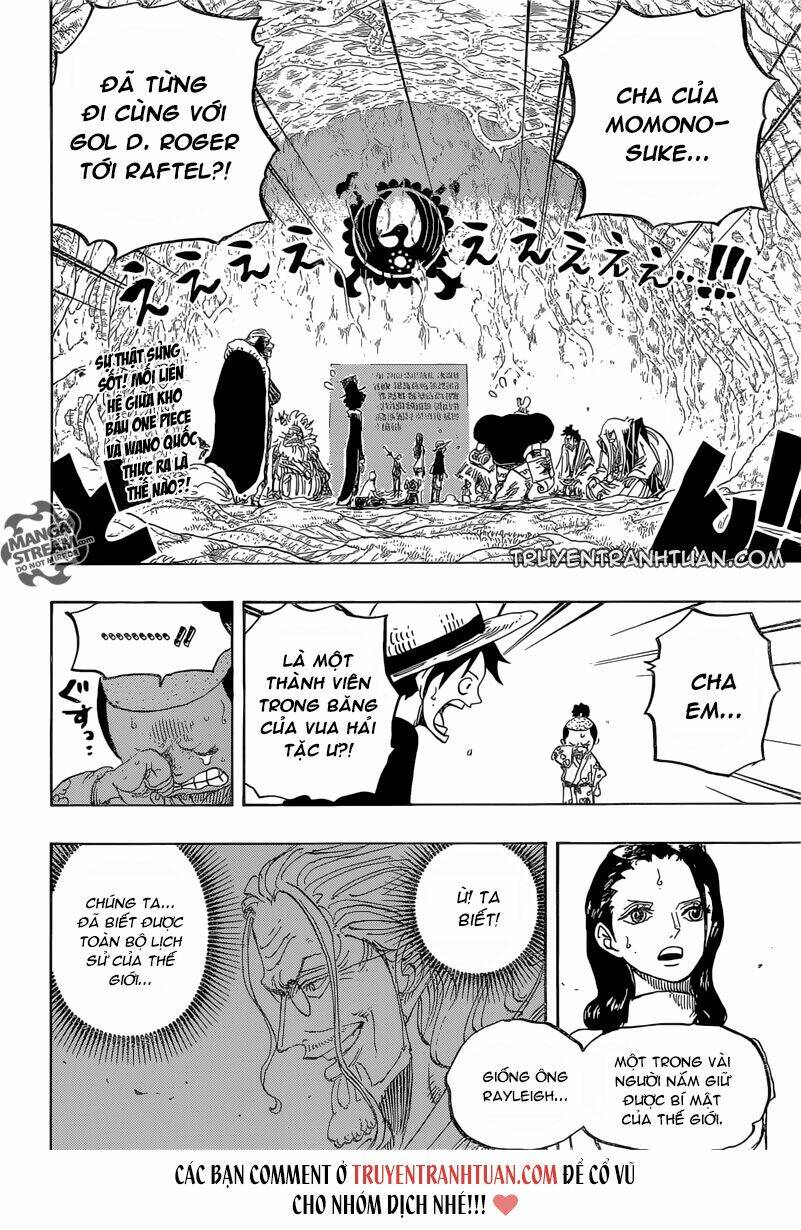 CHA CỦA
MOMONO-
SUKE...
ĐÃ TỪNG
ĐI CÙNG VỚI
GOL D. ROGER
TỚI RAFTEL?!
ええええ
えええええ...!!!
SỰ THẬT SỬNG
SỐT! MỐI LIÊN
HỆ GIỮA KHO
BÁU ONE PIECE
VÀ WANO QUỐC
THỰC RA LÀ
THẾ NÀO?!
MANGA
STREAM.COM
DO NOT MIRROR
TRUYENTRANHTUAN.COM
CHA
EM...
LÀ MỘT
THÀNH VIÊN
TRONG BĂNG
CỦA VUA HẢI
TẶC Ư?!
.......... !!
ぐすっ...
MỘT TRONG VÀI
NGƯỜI NẮM GIỮ
ĐƯỢC BÍ MẬT
CỦA THẾ GIỚI.
GIỐNG ÔNG
RAYLEIGH...
Ừ! TA
BIẾT!
CHÚNG TA...
ĐÃ BIẾT ĐƯỢC
TOÀN BỘ LỊCH
SỬ CỦA THẾ
GIỚI...
CÁC BẠN COMMENT Ở TRUYENTRANHTUAN.COM ĐỂ CỔ VŨ
CHO NHÓM DỊCH NHÉ!!! ❤